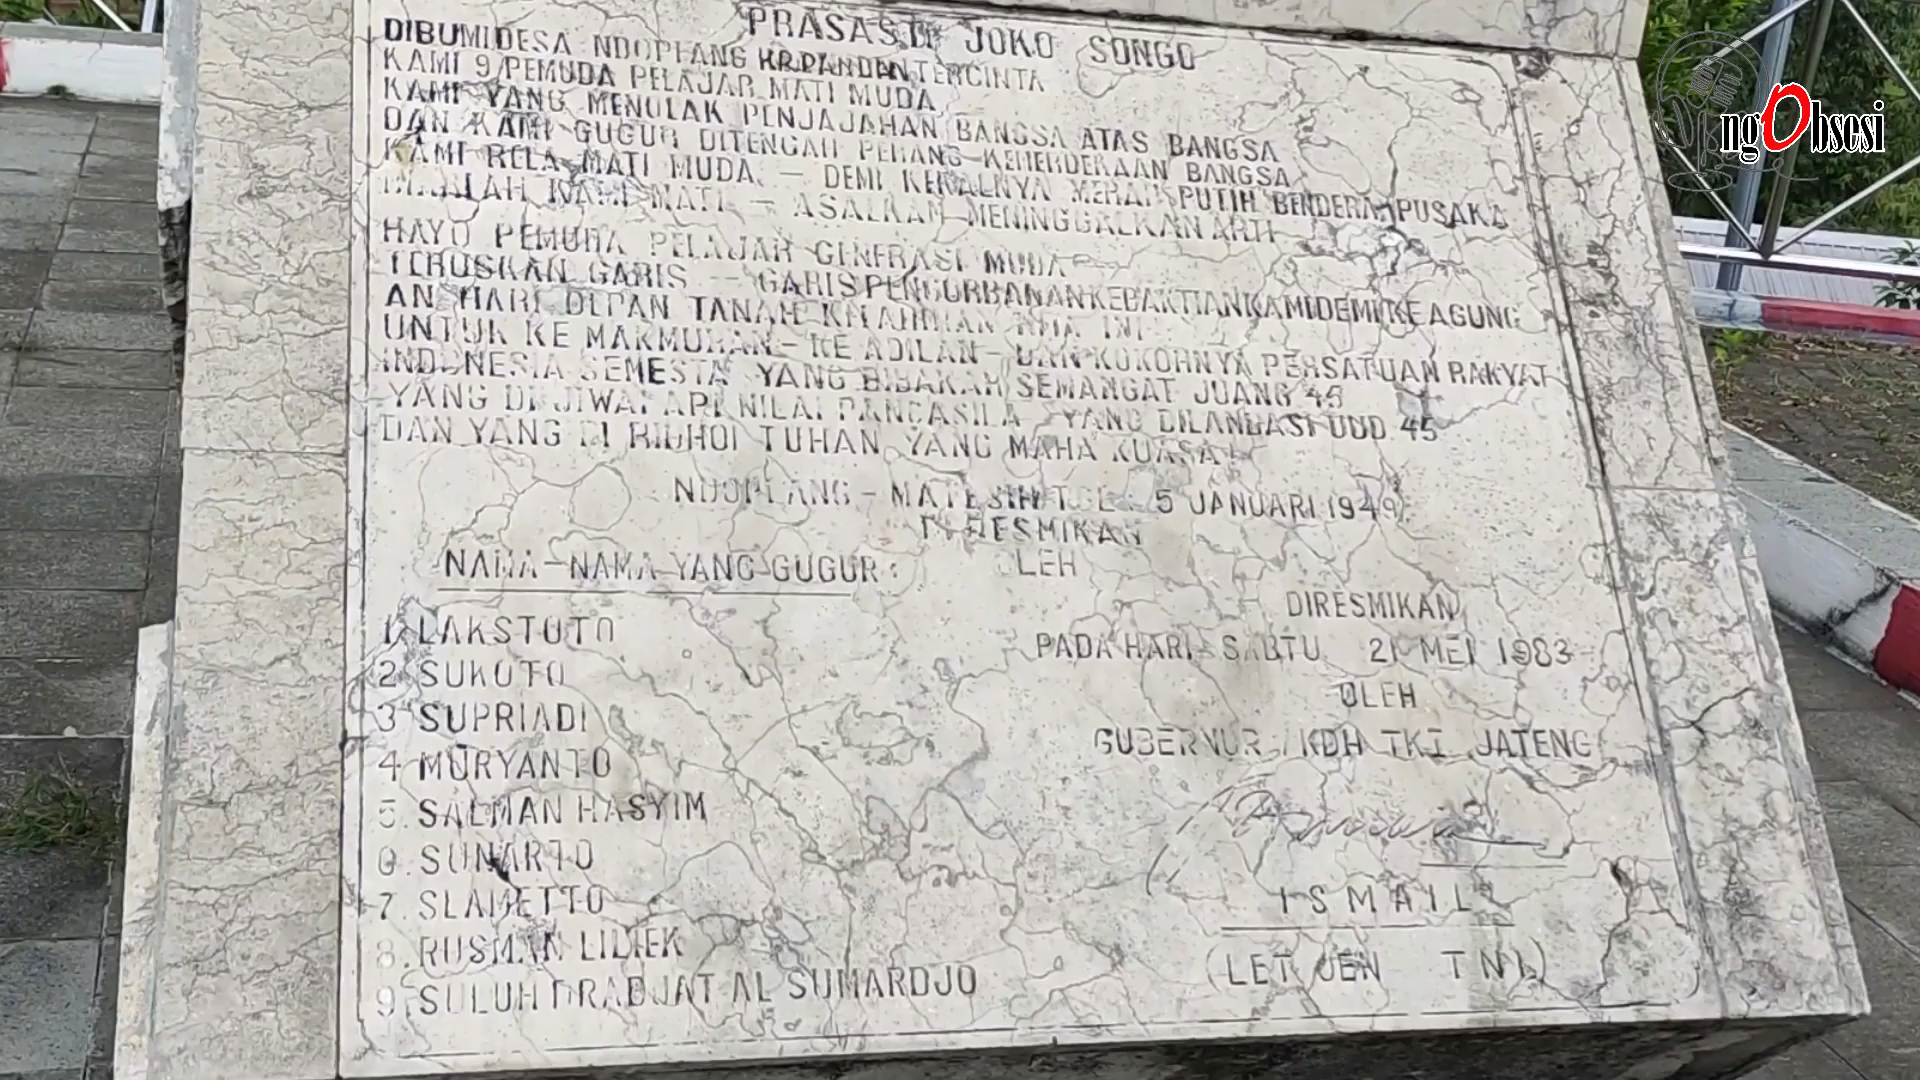 PRASASTI JOKO SONGO
DIBUMI DESA NDOPLANG KR.PANDAN TERCINTA
KAMI 9 PEMUDA PELAJAR MATI MUDA
KAMI YANG MENOLAK PENJAJAHAN BANGSA ATAS BANGSA
DAN KAMI GUGUR DITENGAH PERANG KEMERDEKAAN BANGSA
KAMI RELA MATI MUDA. — DEMI KEKALNYA MERAH PUTIH BENDERA PUSAKA
BIARLAH KAMI MATI — ASALKAN MENINGGALKAN ARTI
HAYO PEMUDA PELAJAR GENERASI MUDA
TERUSKAN GARIS — GARIS PENGURBANAN KEBAKTIAN KAMI DEMI KEAGUNG
AN HARI DEPAN TANAH INI
UNTUK KE MAKMURAN – KE ADILAN – DAN KOKOHNYA PERSATUAN RAKYAT
INDONESIA SEMESTA YANG DIBAKAR SEMANGAT JUANG 45
YANG DI JIWAI API NILAI PANCASILA YANG DILANDASI UUD 45
DAN YANG DI RIDHOI TUHAN YANG MAHA KUASA
NDOPLANG – MATESIH TGL. 5 JANUARI 1949
DIRESMIKAN
OLEH
NAMA – NAMA YANG GUGUR :
1. LAKSTOTO
2 SUKOTO
3 SUPRIADI
4 MURYANTO
5. SALMAN HASYIM
6. SUNARTO
7. SLAMETTO
8. RUSMAN LIDIEK
9. SULUH DRADJAT AL SUMARDJO
DIRESMIKAN
PADA HARI SABTU 21 MEI 1983
OLEH
GUBERNUR / KDH TKI JATENG
ISMAIL
(LET JEN TNI)
ngObsesi